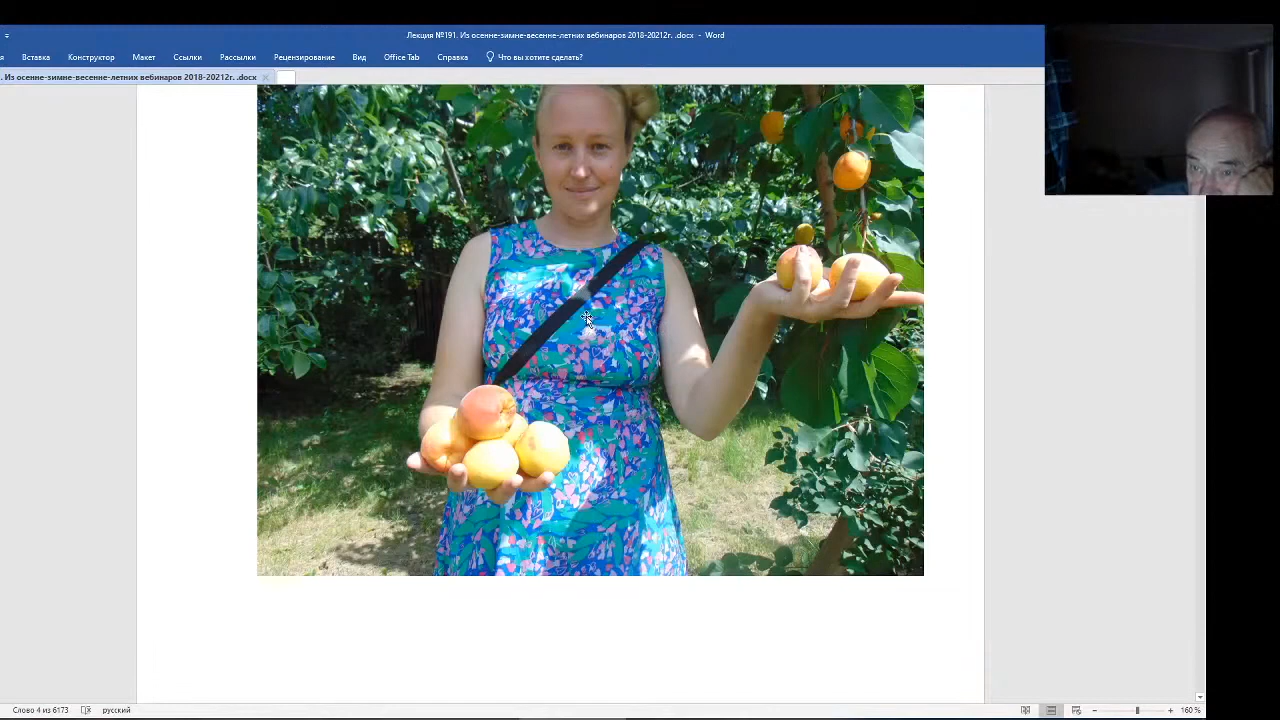 Лекция №191. Из осенне-зимне-весенне-летних вебинаров 2018-20212г. .docx - Word
Вставка Конструктор Макет Ссылки Рассылки Рецензирование Вид Office Tab Справка Что вы хотите сделать?
. Из осенне-зимне-весенне-летних вебинаров 2018-20212г. .docx
Слово 4 из 6173 русский 160%